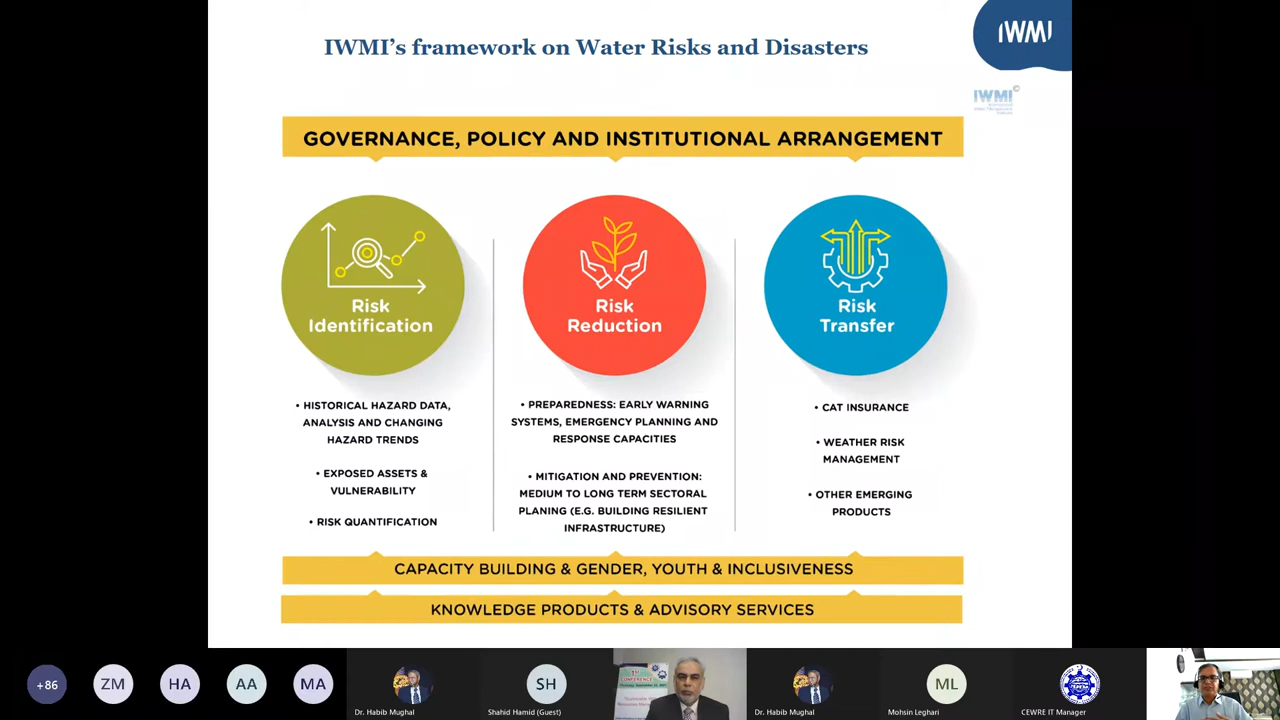 IWMI's framework on Water Risks and Disasters
IWMI
IWMI©
GOVERNANCE, POLICY AND INSTITUTIONAL ARRANGEMENT
Risk
Identification
• HISTORICAL HAZARD DATA,
ANALYSIS AND CHANGING
HAZARD TRENDS
• EXPOSED ASSETS &
VULNERABILITY
• RISK QUANTIFICATION
Risk
Reduction
• PREPAREDNESS: EARLY WARNING
SYSTEMS, EMERGENCY PLANNING AND
RESPONSE CAPACITIES
• MITIGATION AND PREVENTION:
MEDIUM TO LONG TERM SECTORAL
PLANING (E.G. BUILDING RESILIENT
INFRASTRUCTURE)
Risk
Transfer
• CAT INSURANCE
• WEATHER RISK
MANAGEMENT
• OTHER EMERGING
PRODUCTS
CAPACITY BUILDING & GENDER, YOUTH & INCLUSIVENESS
KNOWLEDGE PRODUCTS & ADVISORY SERVICES
+86
ZM
HA
AA
MA
Dr. Habib Mughal
SH
Shahid Hamid (Guest)
Dr. Habib Mughal
ML
Mohsin Leghari
CEWRE IT Manager